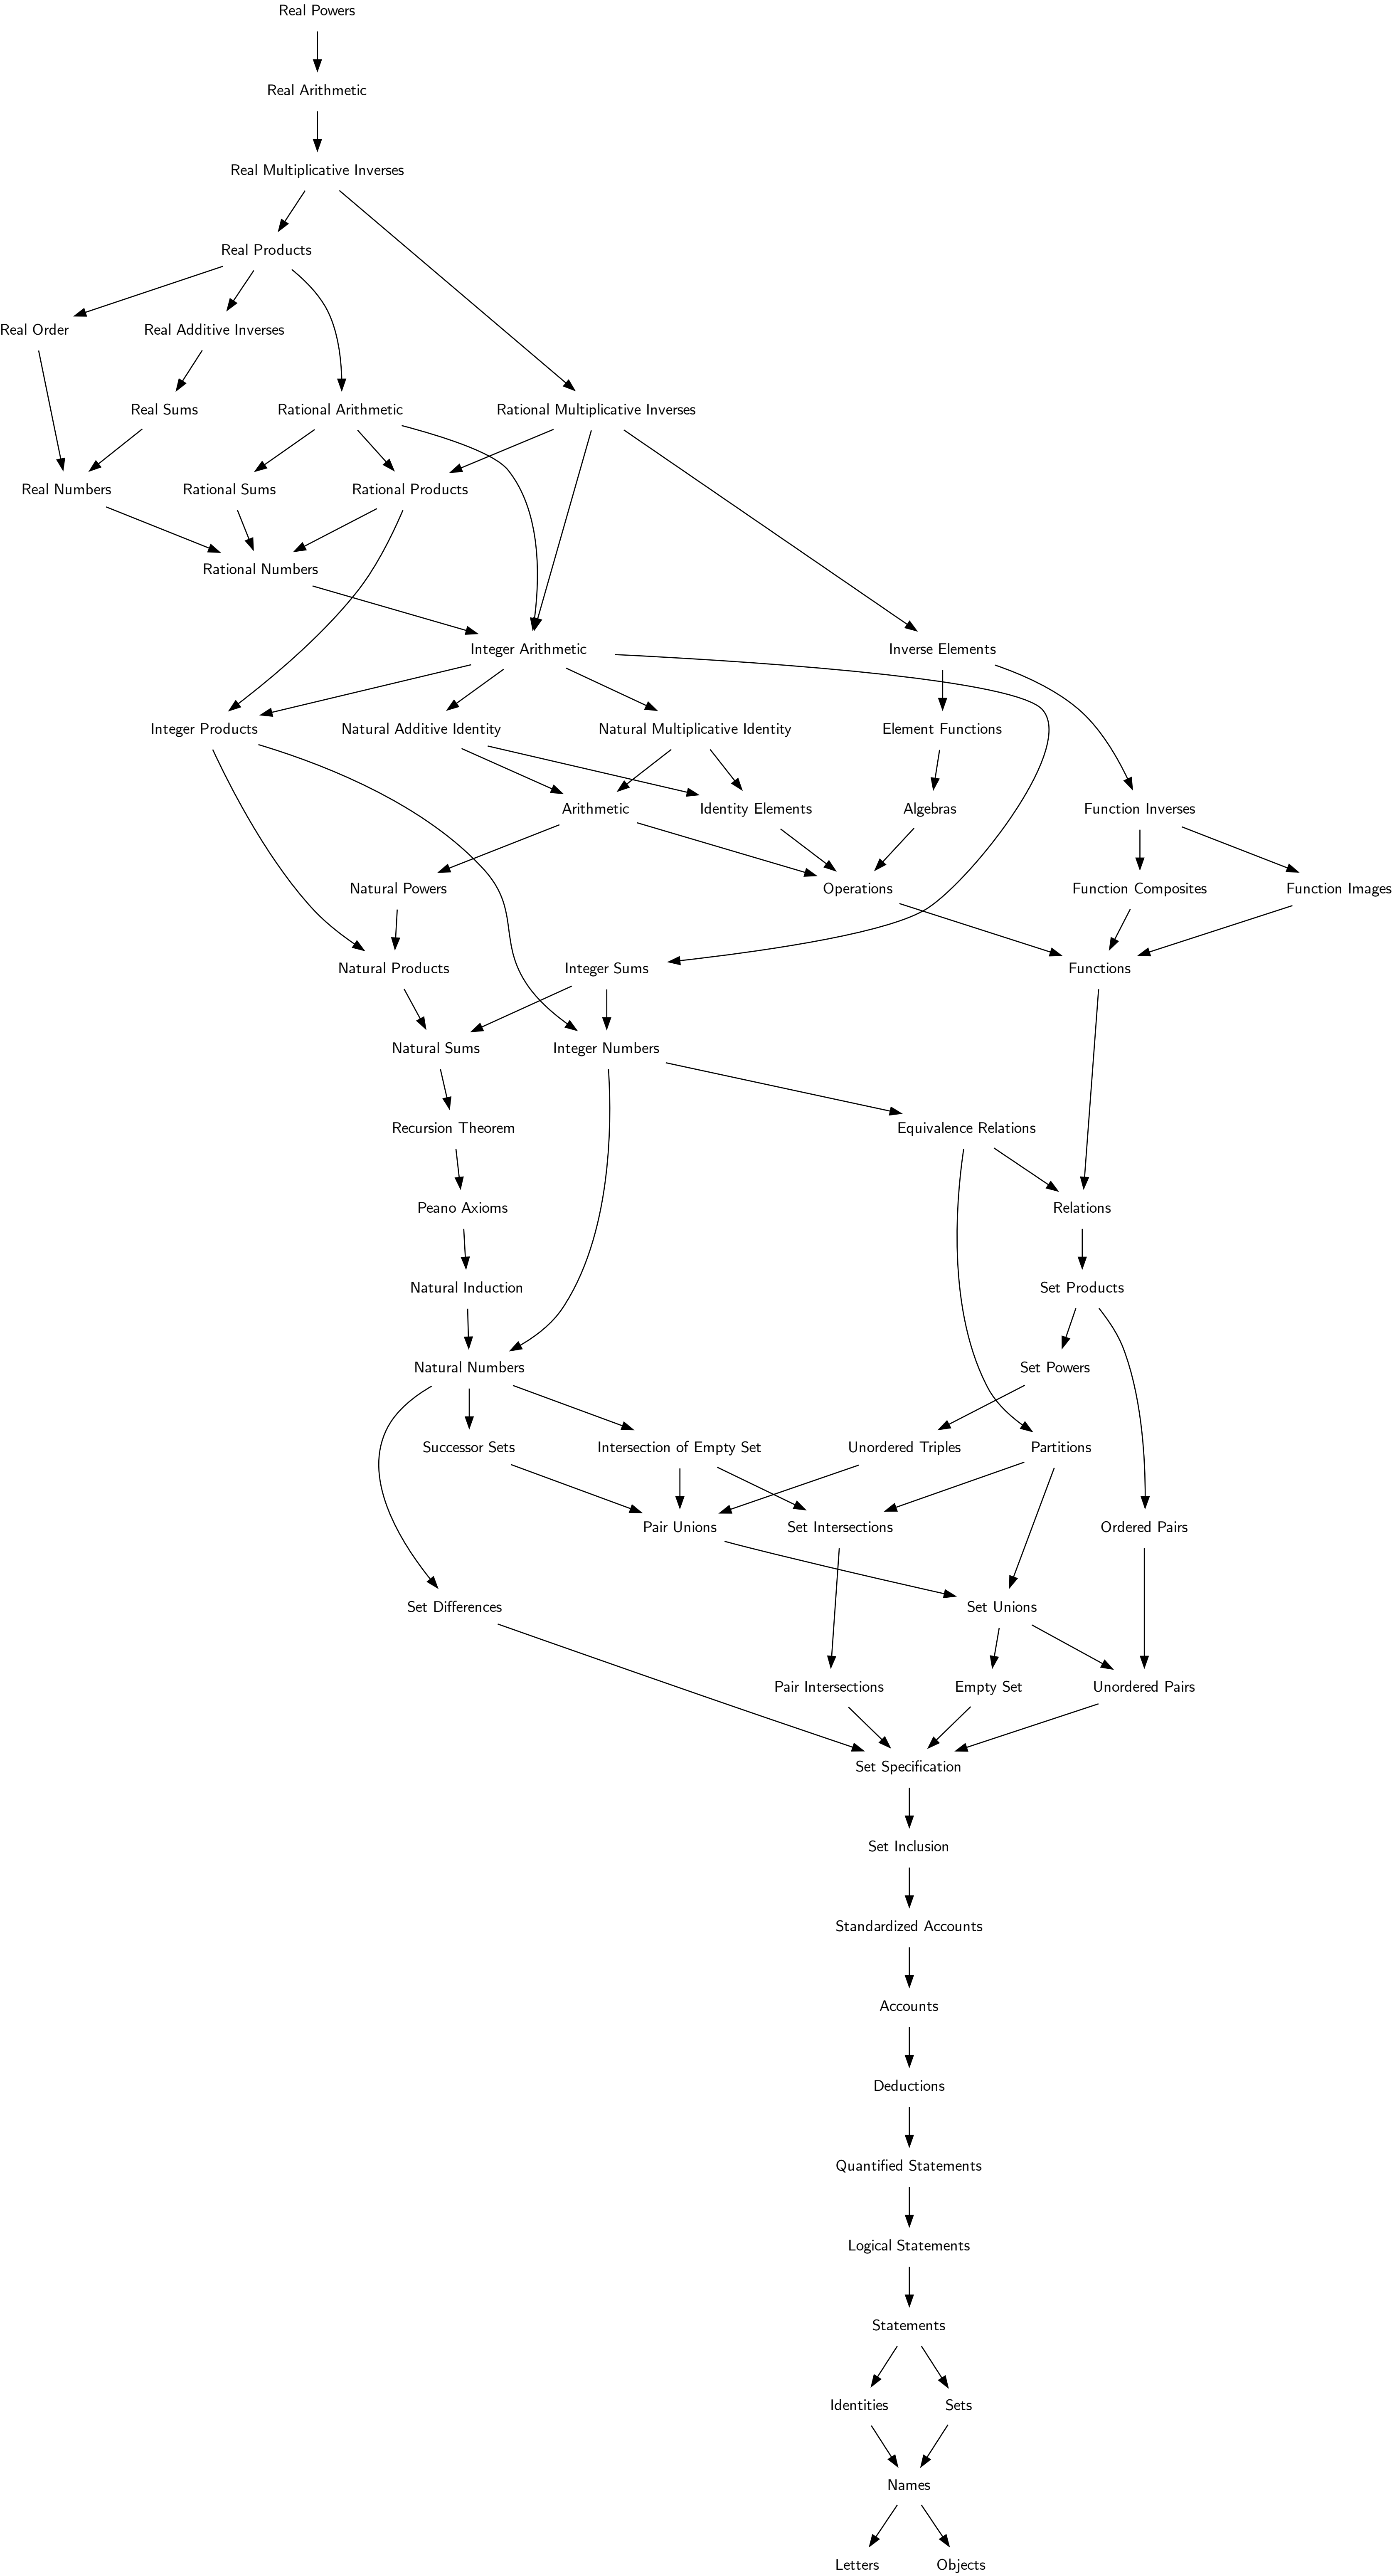 Real Powers
Real Arithmetic
Real Multiplicative Inverses
Real Products
Real Order
Real Additive Inverses
Real Sums
Rational Arithmetic
Rational Multiplicative Inverses
Real Numbers
Rational Sums
Rational Products
Rational Numbers
Integer Arithmetic
Inverse Elements
Integer Products
Natural Additive Identity
Natural Multiplicative Identity
Element Functions
Arithmetic
Identity Elements
Algebras
Function Inverses
Natural Powers
Operations
Function Composites
Function Images
Natural Products
Integer Sums
Functions
Natural Sums
Integer Numbers
Recursion Theorem
Equivalence Relations
Peano Axioms
Relations
Natural Induction
Set Products
Natural Numbers
Set Powers
Successor Sets
Intersection of Empty Set
Unordered Triples
Partitions
Pair Unions
Set Intersections
Ordered Pairs
Set Differences
Set Unions
Pair Intersections
Empty Set
Unordered Pairs
Set Specification
Set Inclusion
Standardized Accounts
Accounts
Deductions
Quantified Statements
Logical Statements
Statements
Identities
Sets
Names
Letters
Objects